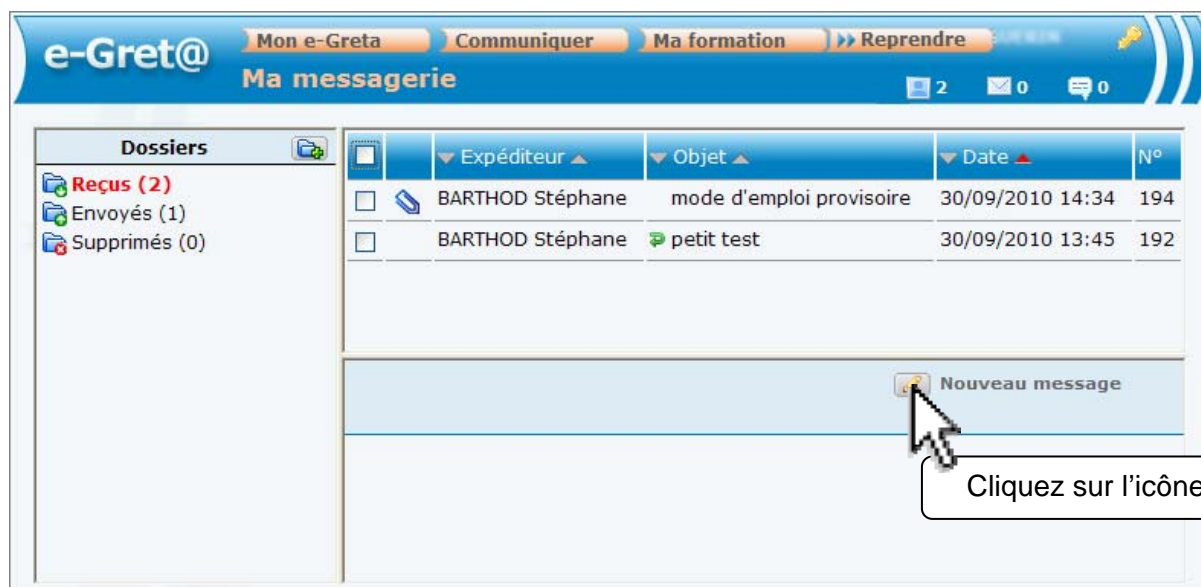 e-Gret@
Mon e-Greta Communiquer Ma formation Reprendre
Ma messagerie
2 0 0
Dossiers
Reçus (2)
Envoyés (1)
Supprimés (0)
Expéditeur Objet Date N°
BARTHOD Stéphane mode d'emploi provisoire 30/09/2010 14:34 194
BARTHOD Stéphane petit test 30/09/2010 13:45 192
Nouveau message
Cliquez sur l’icône